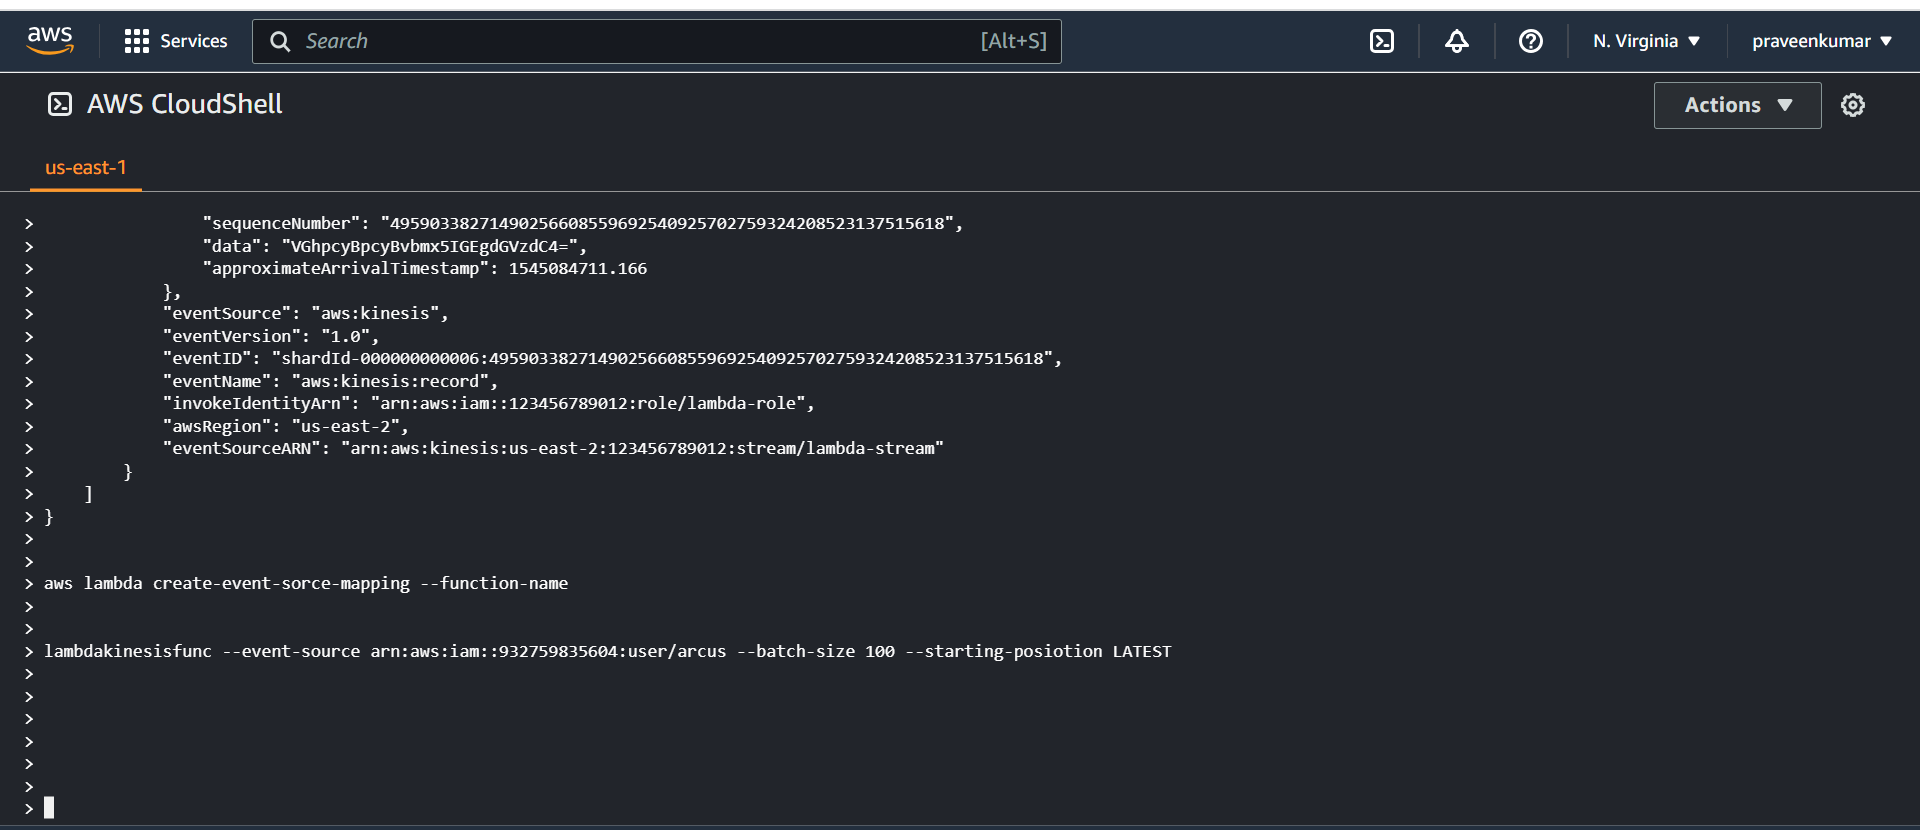 aws Services Search [Alt+S] N. Virginia praveenkumar
AWS CloudShell Actions
us-east-1
> "sequenceNumber": "49590338271490256608559692540925702759324208523137515618",
> "data": "VGhpcyBpcyBvbmx5IGEgdGVzdC4=",
> "approximateArrivalTimestamp": 1545084711.166
> },
> "eventSource": "aws:kinesis",
> "eventVersion": "1.0",
> "eventID": "shardId-000000000006:49590338271490256608559692540925702759324208523137515618",
> "eventName": "aws:kinesis:record",
> "invokeIdentityArn": "arn:aws:iam::123456789012:role/lambda-role",
> "awsRegion": "us-east-2",
> "eventSourceARN": "arn:aws:kinesis:us-east-2:123456789012:stream/lambda-stream"
> }
> ]
> }
>
>
> aws lambda create-event-sorce-mapping --function-name
>
>
> lambdakinesisfunc --event-source arn:aws:iam::932759835604:user/arcus --batch-size 100 --starting-posiotion LATEST
>
>
>
>
>
>
>